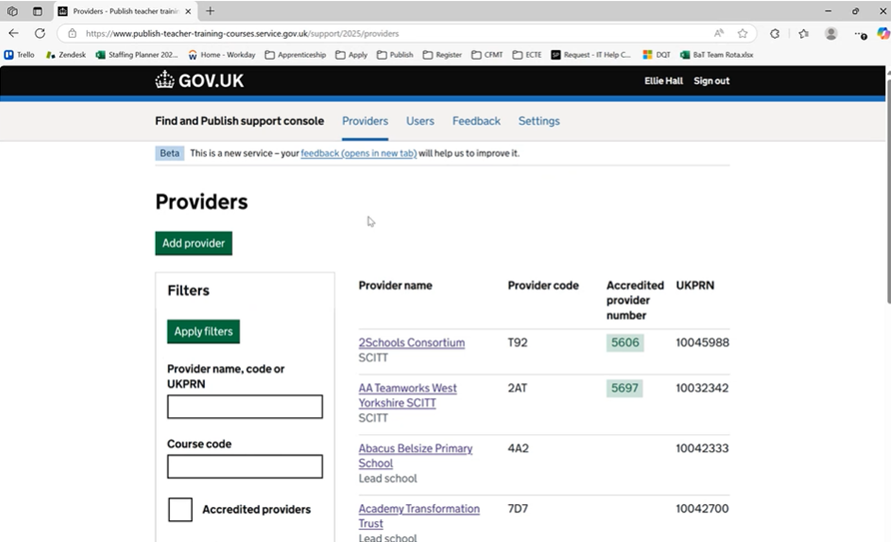 Providers - Publish teacher trainin
https://www.publish-teacher-training-courses.service.gov.uk/support/2025/providers
Trello Zendesk Staffing Planner 202... Home - Workday Apprenticeship Apply Publish Register CFMT ECTE Request - IT Help C... DQT BaT Team Rota.xlsx
GOV.UK Ellie Hall Sign out
Find and Publish support console Providers Users Feedback Settings
Beta This is a new service – your feedback (opens in new tab) will help us to improve it.
Providers
Add provider
Filters
Apply filters
Provider name, code or
UKPRN
Course code
Accredited providers
Provider name Provider code Accredited provider number UKPRN
2Schools Consortium T92 5606 10045988
SCITT
AA Teamworks West 2AT 5697 10032342
Yorkshire SCITT
SCITT
Abacus Belsize Primary 4A2 10042333
School
Lead school
Academy Transformation 7D7 10042700
Trust
Lead school